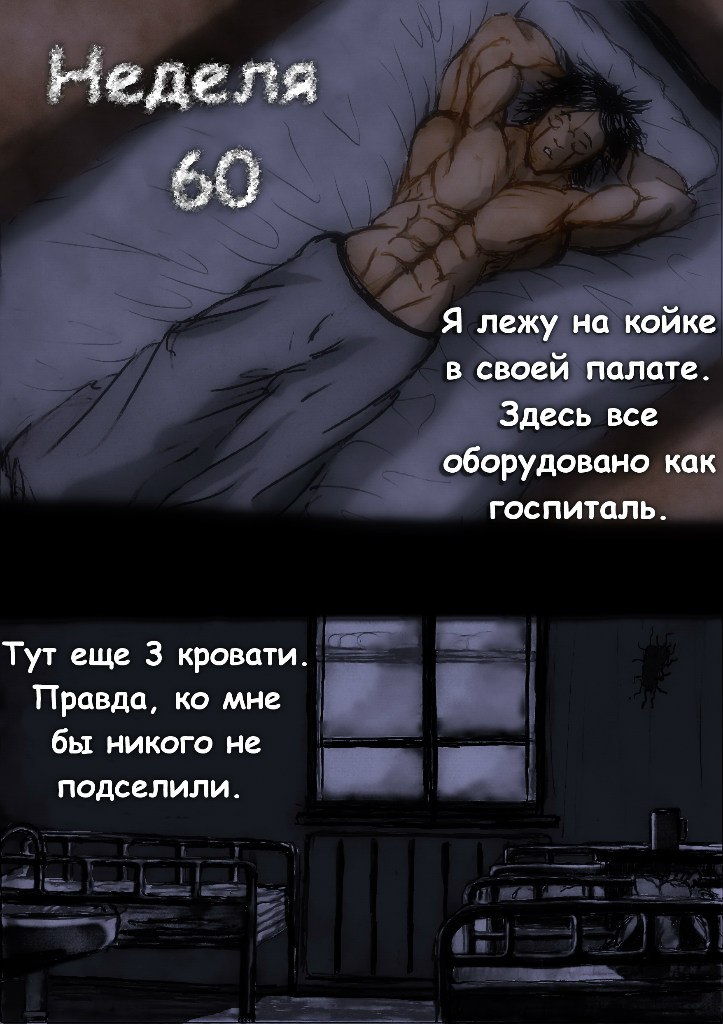 Неделя
60
Я лежу на койке
в своей палате.
Здесь все
оборудовано как
госпиталь.
Тут еще 3 кровати.
Правда, ко мне
бы никого не
подселили.